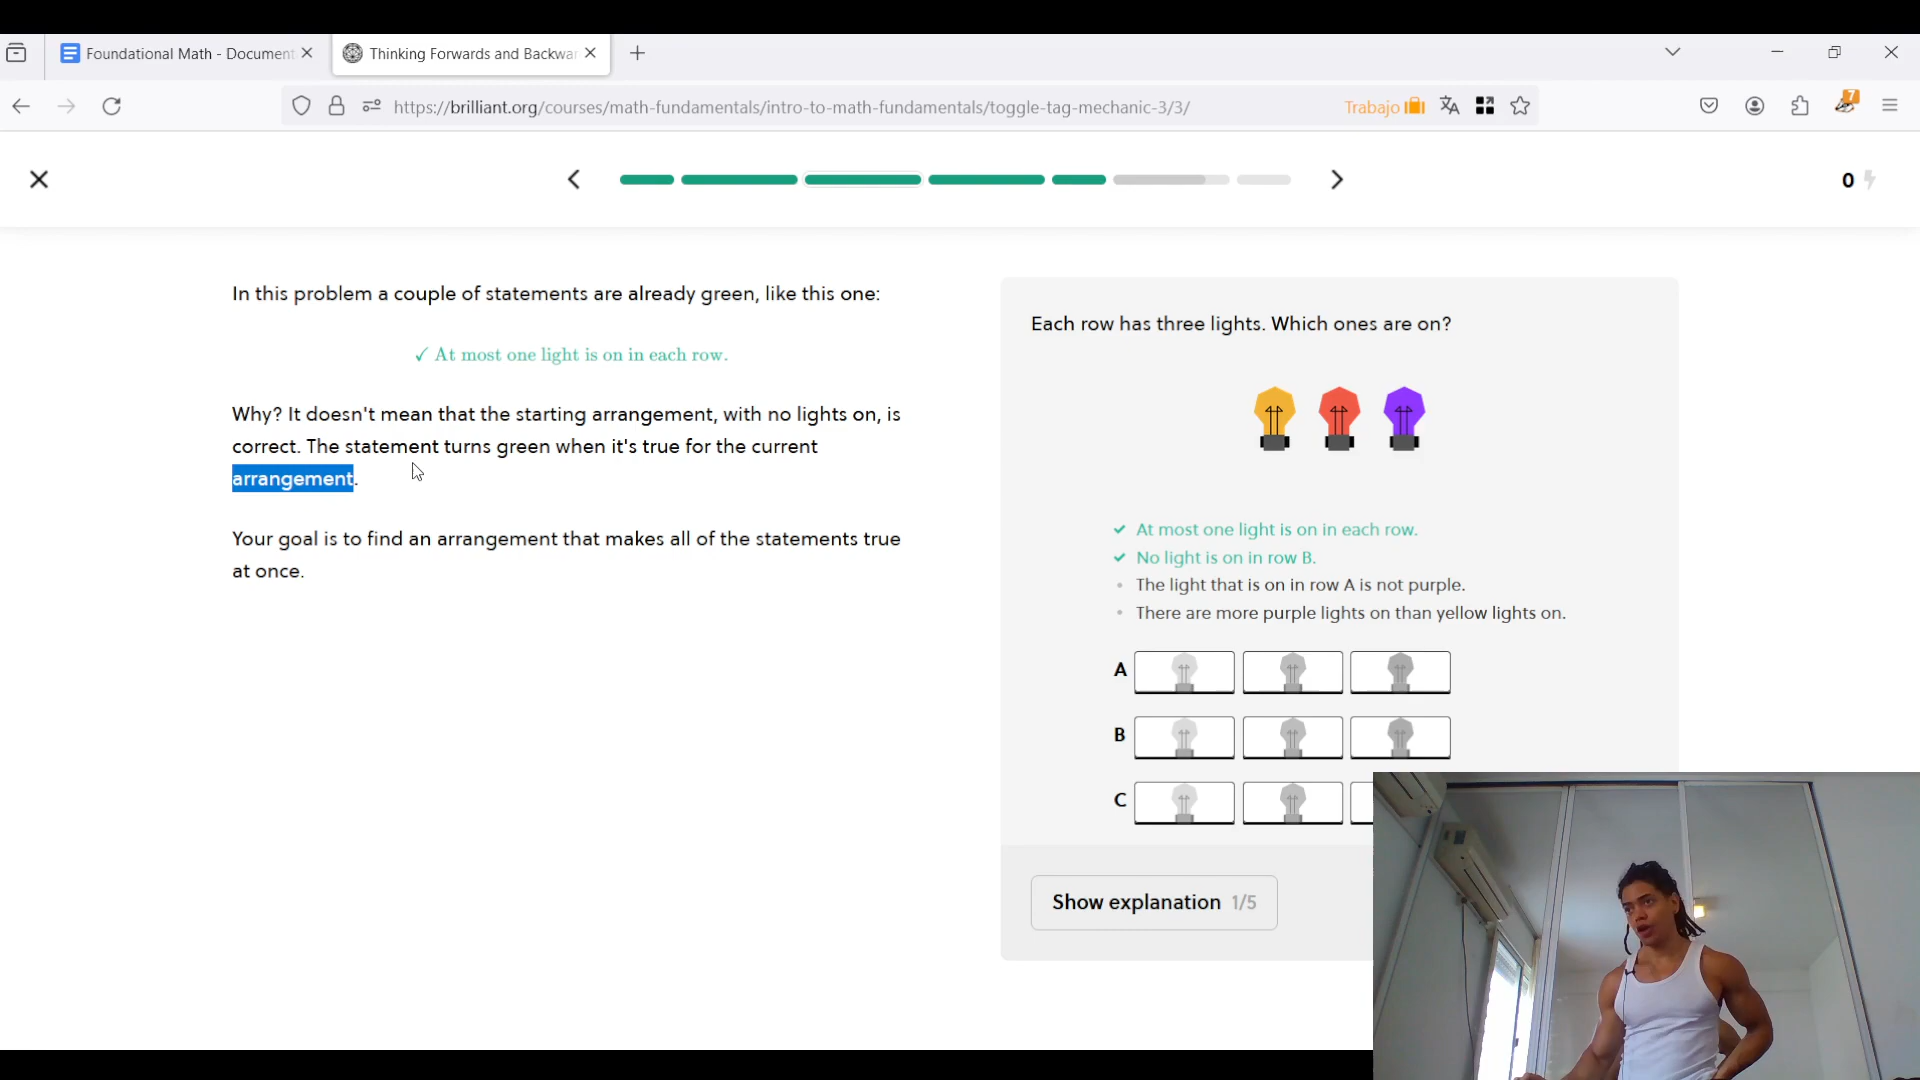 Foundational Math - Document
Thinking Forwards and Backwar
https://brilliant.org/courses/math-fundamentals/intro-to-math-fundamentals/toggle-tag-mechanic-3/3/
Trabajo
7
0
In this problem a couple of statements are already green, like this one:
✓ At most one light is on in each row.
Why? It doesn't mean that the starting arrangement, with no lights on, is
correct. The statement turns green when it's true for the current
arrangement.
Your goal is to find an arrangement that makes all of the statements true
at once.
Each row has three lights. Which ones are on?
✓ At most one light is on in each row.
✓ No light is on in row B.
• The light that is on in row A is not purple.
• There are more purple lights on than yellow lights on.
A
B
C
Show explanation 1/5